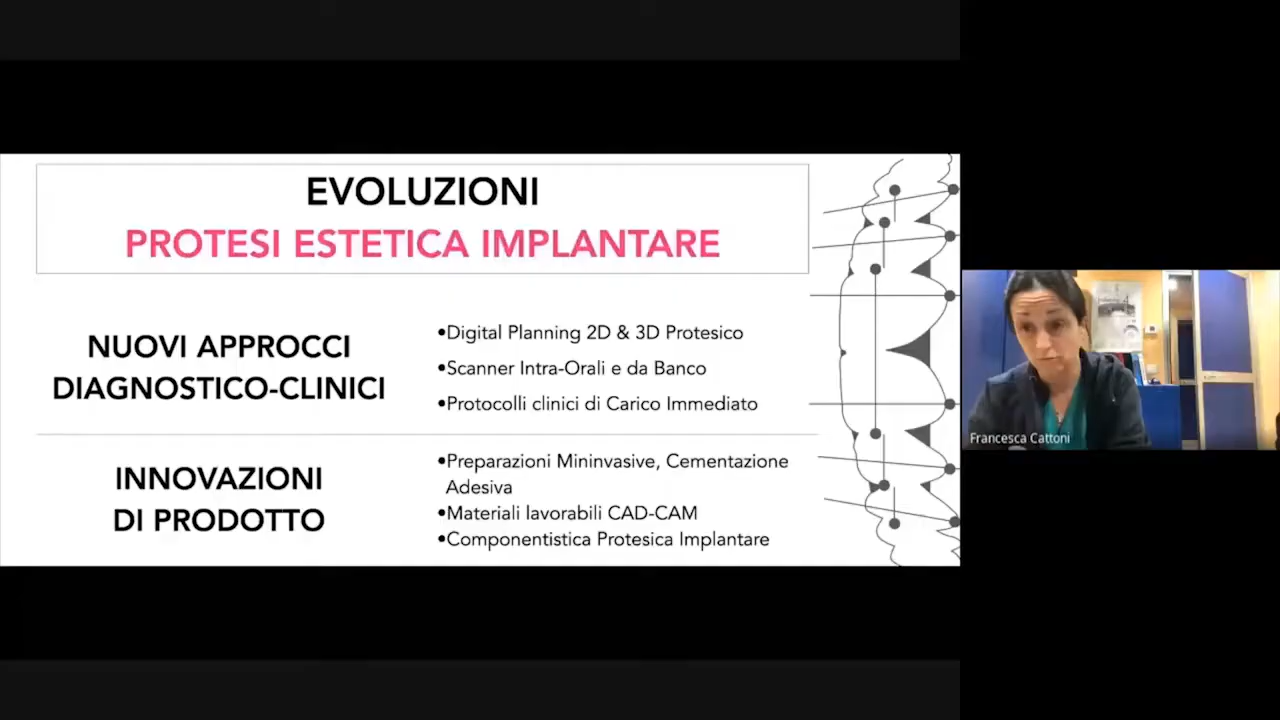 EVOLUZIONI
PROTESI ESTETICA IMPLANTARE
NUOVI APPROCCI
DIAGNOSTICO-CLINICI
•Digital Planning 2D & 3D Protesico
•Scanner Intra-Orali e da Banco
•Protocolli clinici di Carico Immediato
INNOVAZIONI
DI PRODOTTO
•Preparazioni Mininvasive, Cementazione
Adesiva
•Materiali lavorabili CAD-CAM
•Componentistica Protesica Implantare
Francesca Cattoni